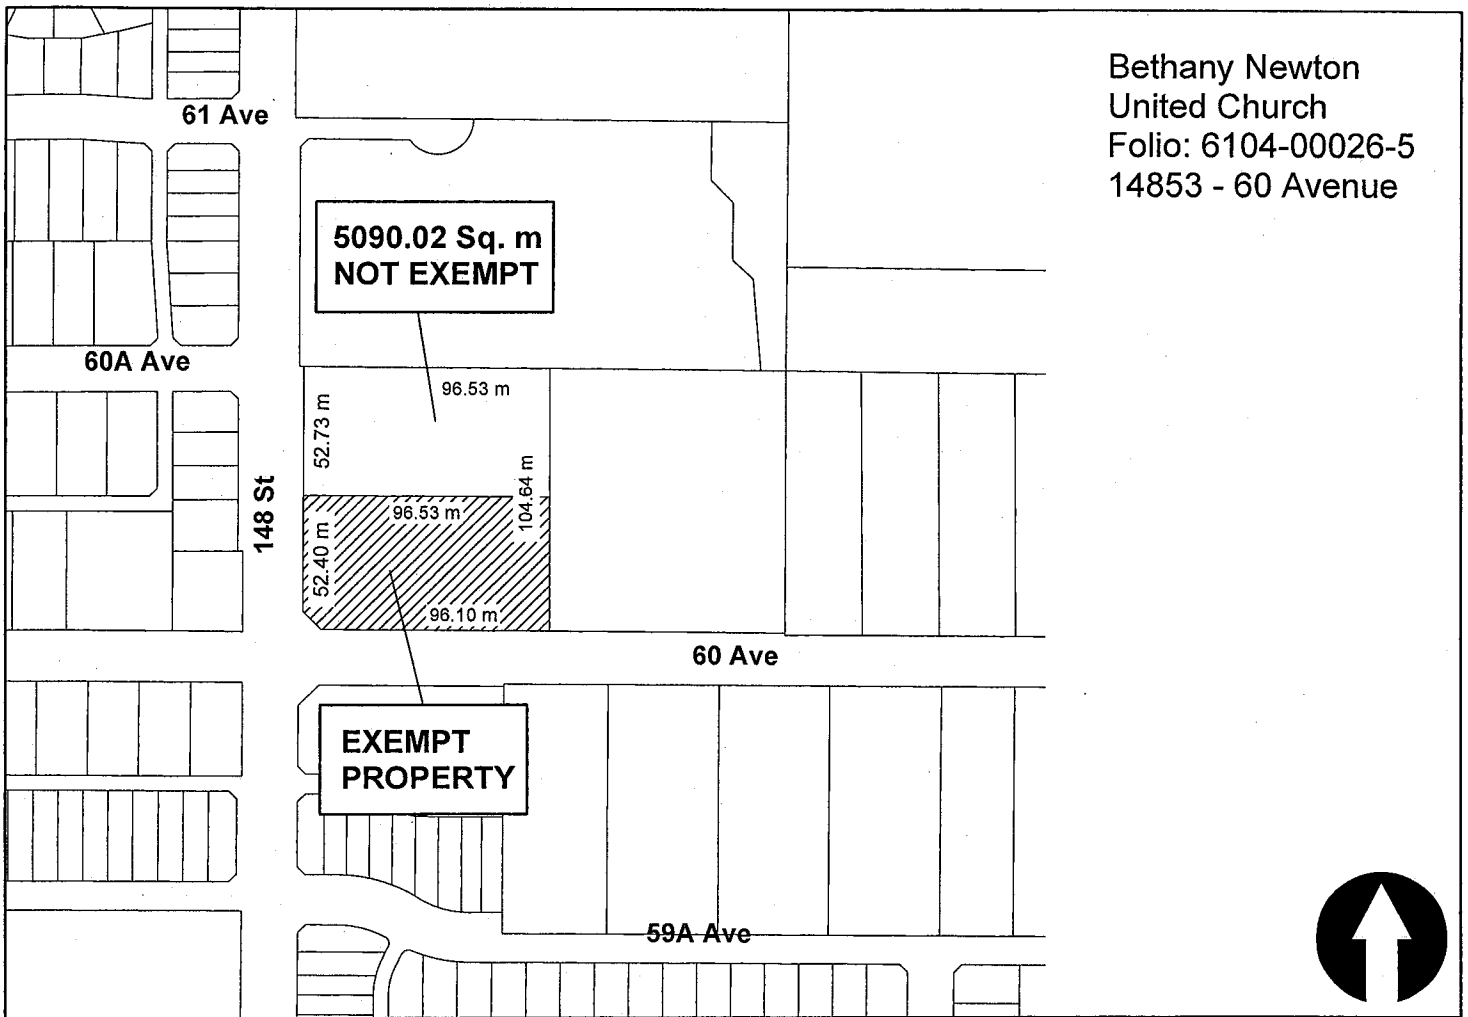 Bethany Newton
United Church
Folio: 6104-00026-5
14853 - 60 Avenue
61 Ave
5090.02 Sq. m
NOT EXEMPT
60A Ave
96.53 m
52.73 m
148 St
104.64 m
96.53 m
52.40 m
96.10 m
60 Ave
EXEMPT
PROPERTY
59A Ave